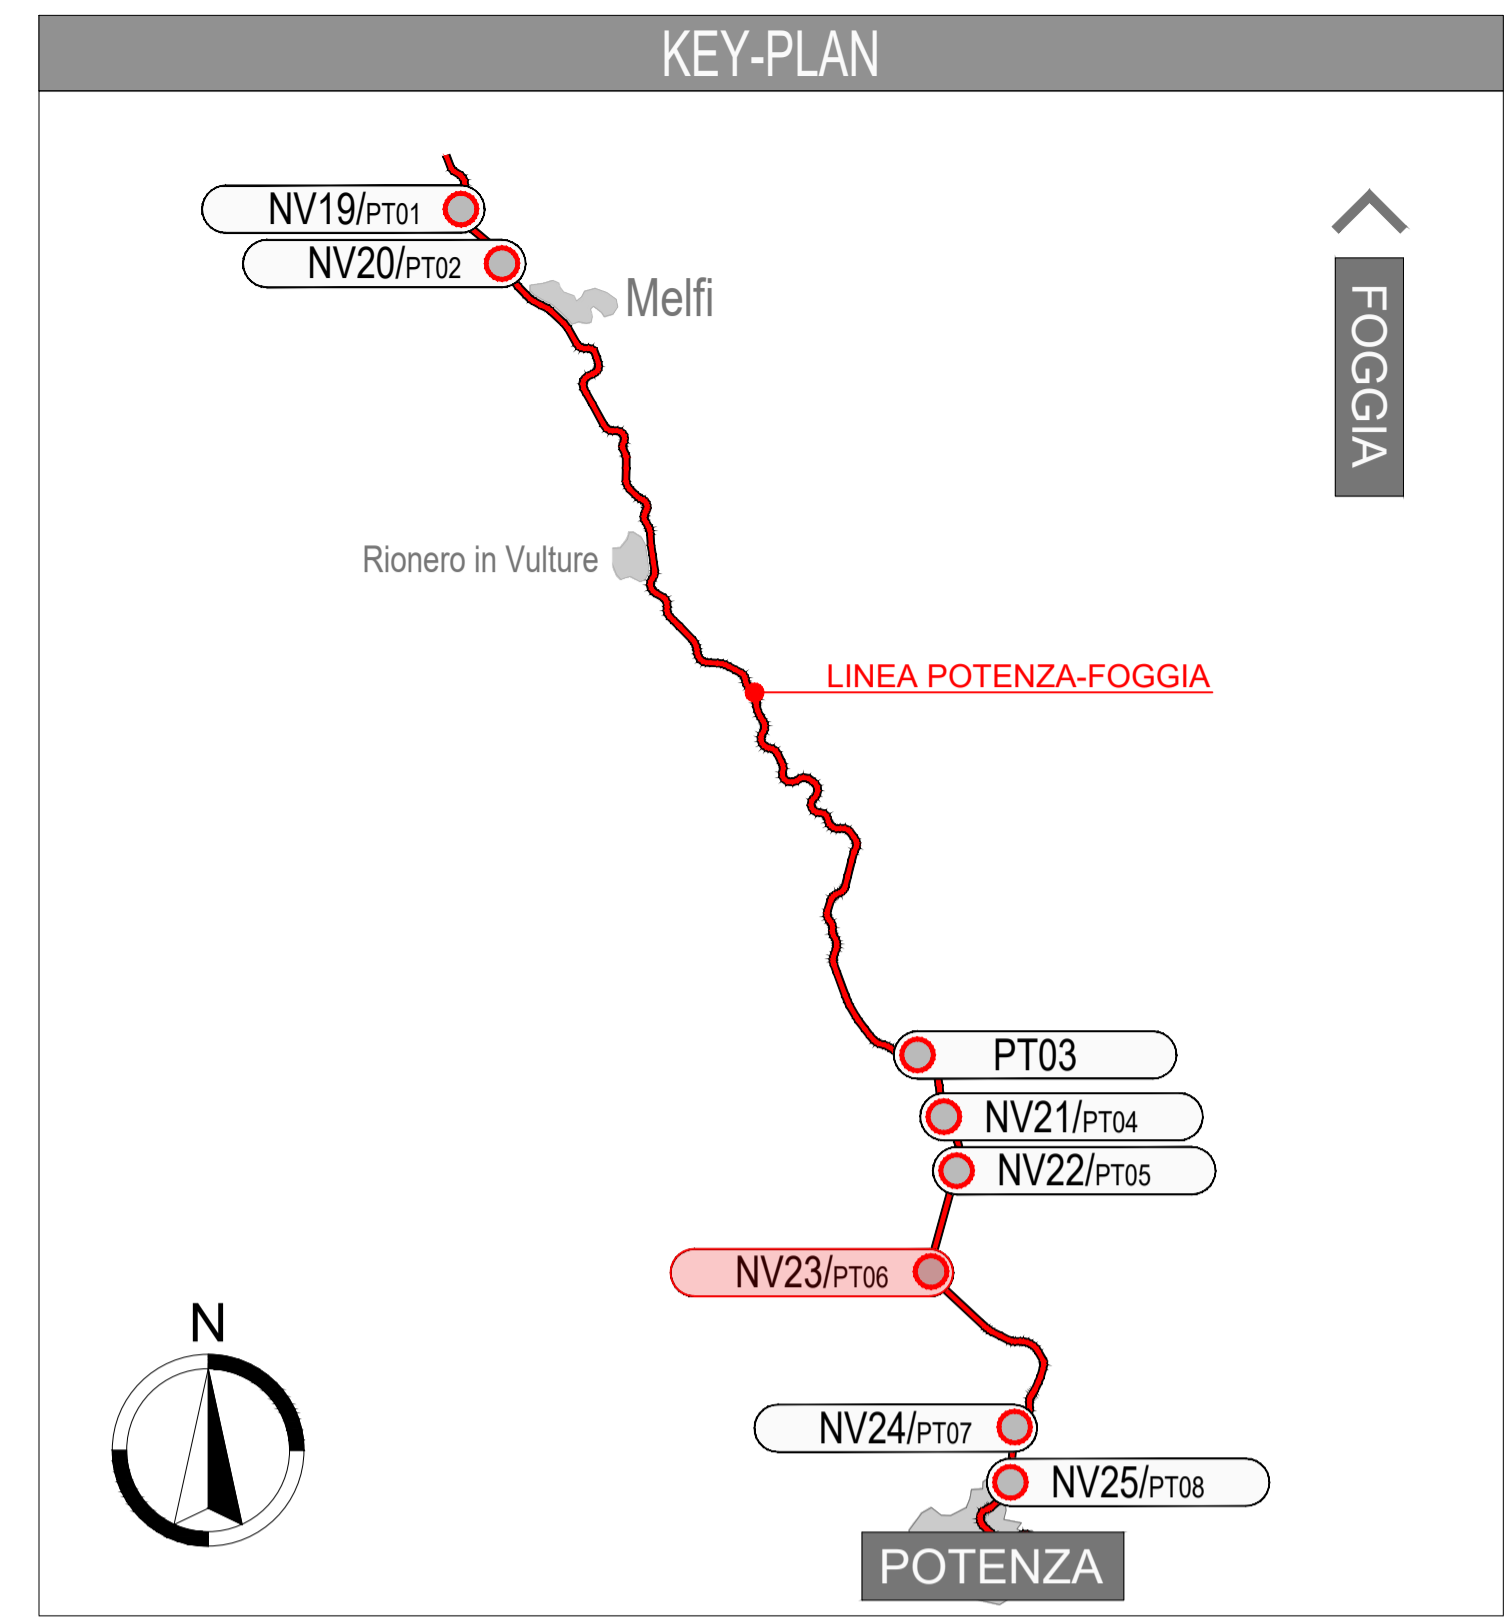 KEY-PLAN
NV19/PT01
NV20/PT02
Melfi
FOGGIA
Rionero in Vulture
LINEA POTENZA-FOGGIA
PT03
NV21/PT04
NV22/PT05
NV23/PT06
N
NV24/PT07
NV25/PT08
POTENZA